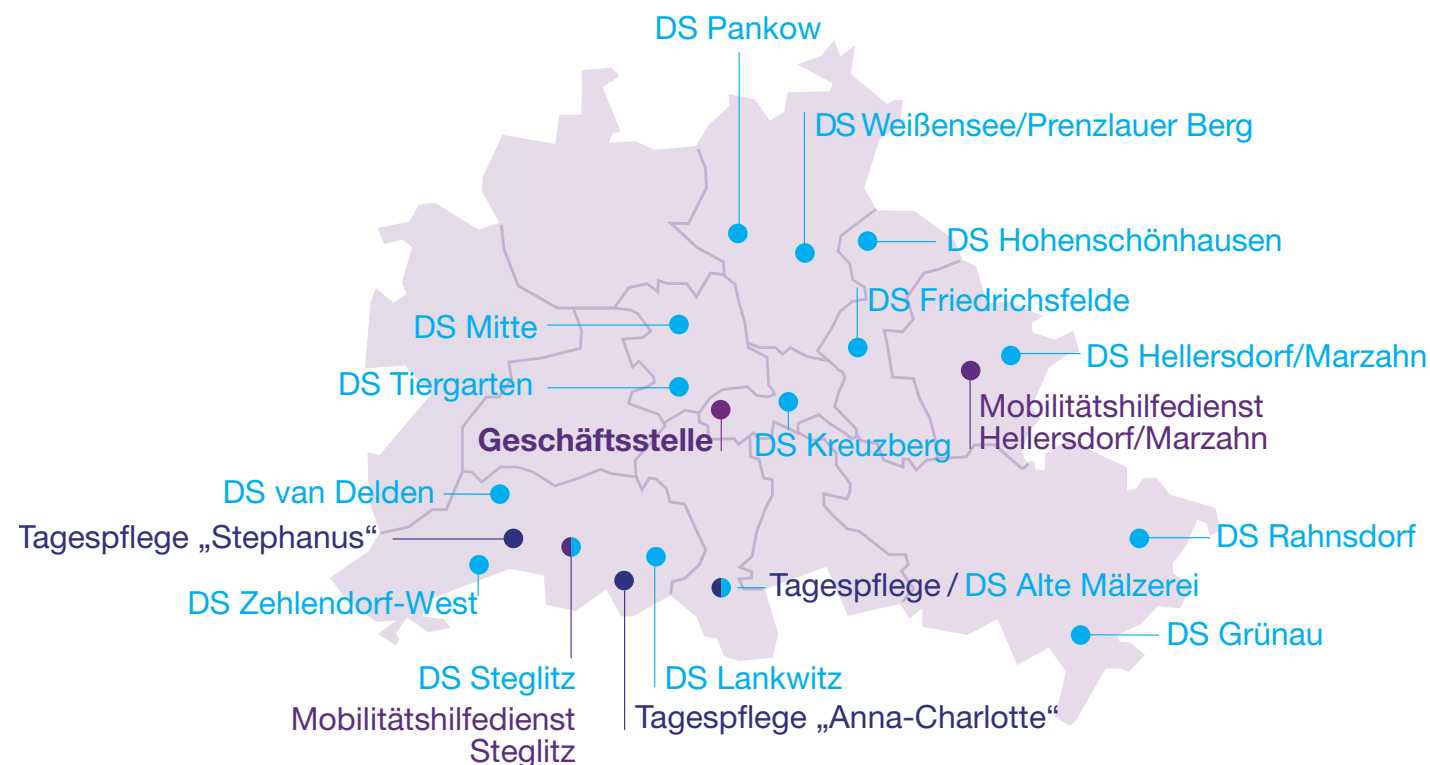 DS Pankow
DS Weißensee/Prenzlauer Berg
DS Hohenschönhausen
DS Friedrichsfelde
DS Mitte
DS Hellersdorf/Marzahn
DS Tiergarten
Mobilitätshilfedienst
Hellersdorf/Marzahn
Geschäftsstelle
DS Kreuzberg
DS van Delden
Tagespflege „Stephanus“
DS Rahnsdorf
Tagespflege / DS Alte Mälzerei
DS Zehlendorf-West
DS Grünau
DS Steglitz
DS Lankwitz
Mobilitätshilfedienst
Steglitz
Tagespflege „Anna-Charlotte“